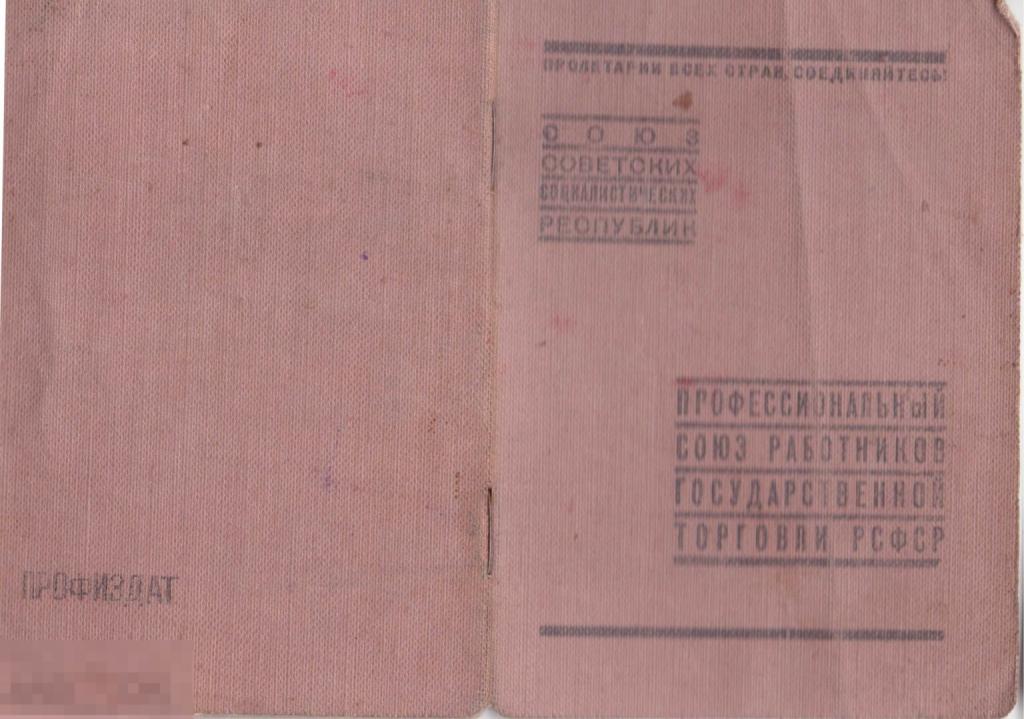 ПРОЛЕТАРИИ ВСЕХ СТРАН, СОЕДИНЯЙТЕСЬ!
СОЮЗ
СОВЕТСКИХ
СОЦИАЛИСТИЧЕСКИХ
РЕСПУБЛИК
ПРОФЕССИОНАЛЬНЫЙ
СОЮЗ РАБОТНИКОВ
ГОСУДАРСТВЕННОЙ
ТОРГОВЛИ РСФСР
ПРОФИЗДАТ